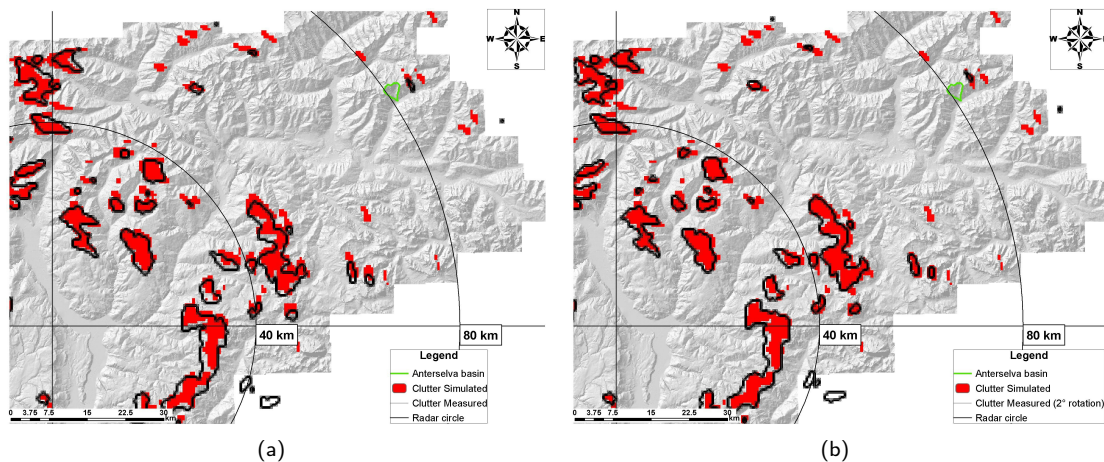 N
W E
S
40 km
80 km
Legend
Anterselva basin
Clutter Simulated
Clutter Measured
Radar circle
0 3.75 7.5 15 22.5 30
km
(a)
N
W
S
40 km
80 km
Legend
Anterselva basin
Clutter Simulated
Clutter Measured (2° rotation)
Radar circle
0 3.75 7.5 15 22.5 30
km
(b)